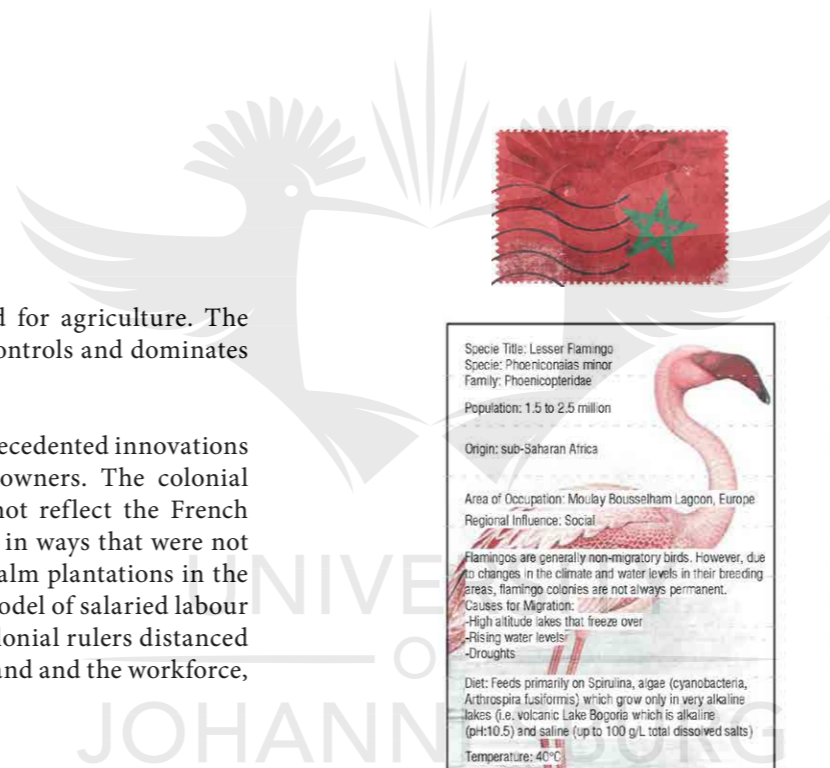 d for agriculture. The
ontrols and dominates
ecedented innovations
owners. The colonial
not reflect the French
in ways that were not
alm plantations in the
odel of salaried labour
lonial rulers distanced
and and the workforce,
Specie Title: Lesser Flamingo
Specie: Phoeniconaias minor
Family: Phoenicopteridae
Population: 1.5 to 2.5 million
Origin: sub-Saharan Africa
Area of Occupation: Moulay Bousselham Lagoon, Europe
Regional Influence: Social
Flamingos are generally non-migratory birds. However, due
to changes in the climate and water levels in their breeding
areas, flamingo colonies are not always permanent.
Causes for Migration:
-High altitude lakes that freeze over
-Rising water levels
-Droughts
Diet: Feeds primarily on Spirulina, algae (cyanobacteria,
Arthrospira fusiformis) which grow only in very alkaline
lakes (i.e. volcanic Lake Bogoria which is alkaline
(pH:10.5) and saline (up to 100 g/L total dissolved salts)
Temperature: 40°C
UNIVE
O
JOHANN
BURG